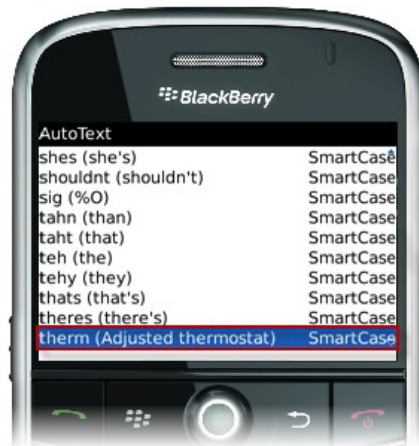 BlackBerry
AutoText
shes (she's) SmartCase
shouldnt (shouldn't) SmartCase
sig (%O) SmartCase
tahn (than) SmartCase
taht (that) SmartCase
teh (the) SmartCase
tehy (they) SmartCase
thats (that's) SmartCase
theres (there's) SmartCase
therm (Adjusted thermostat) SmartCase